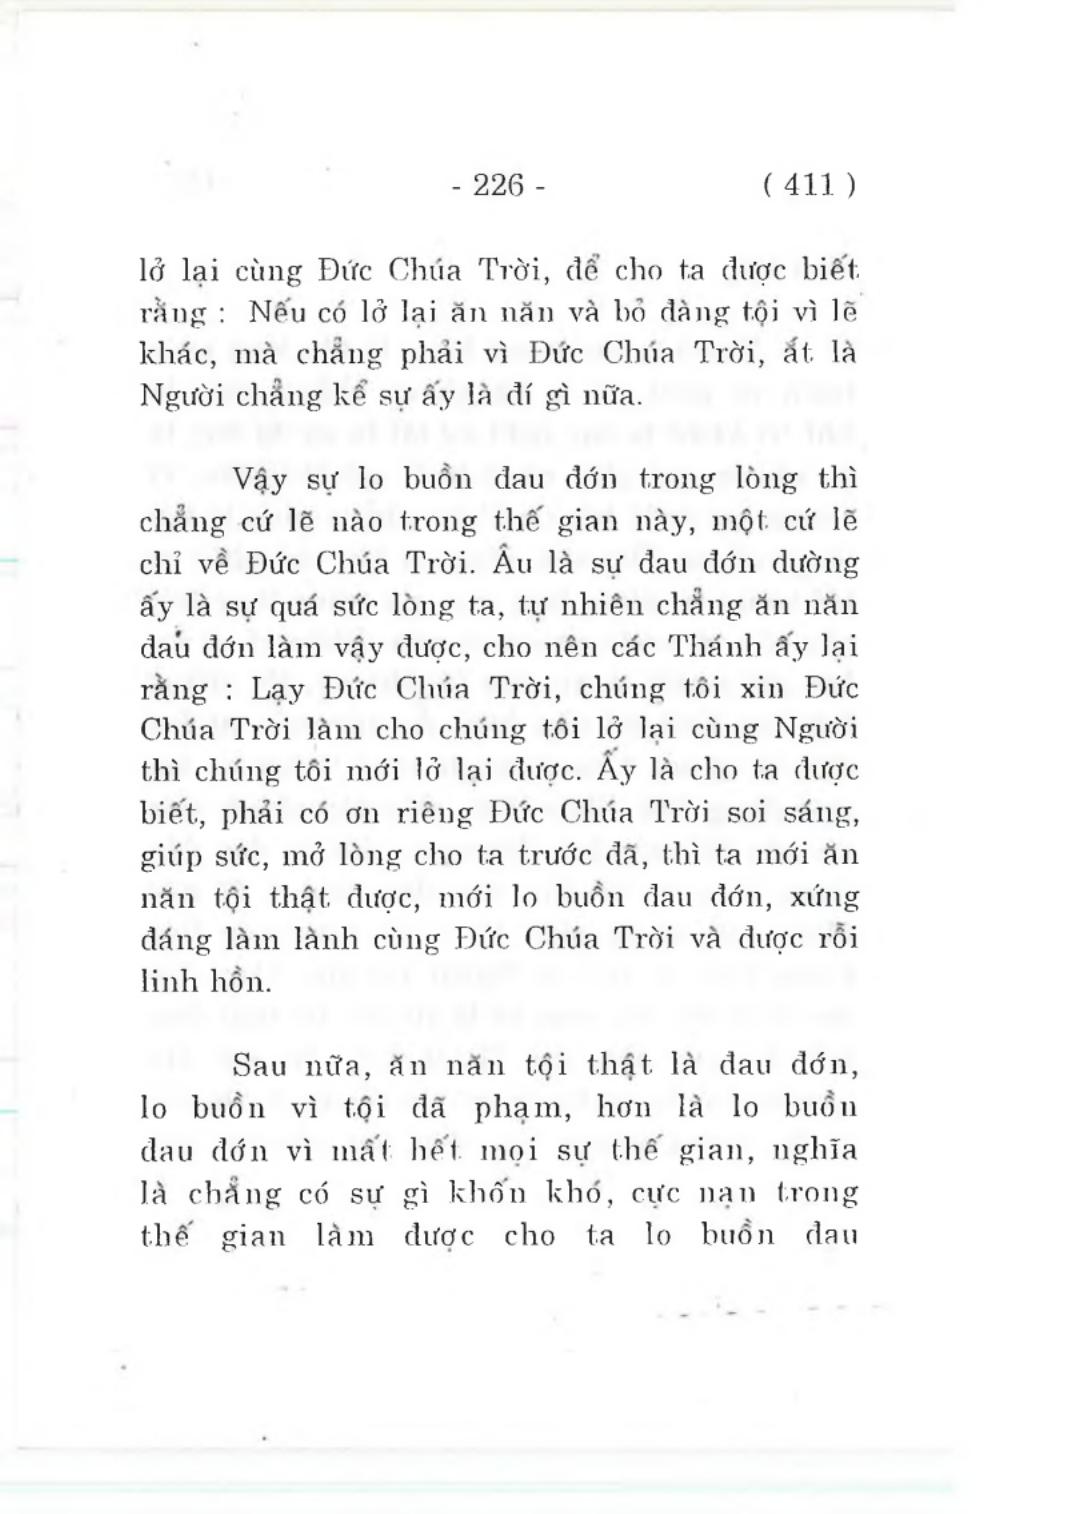 - 226 - ( 411 )
lở lại cùng Đức Chúa Trời, để cho ta được biết
rằng : Nếu có lở lại ăn năn và bỏ đàng tội vì lẽ
khác, mà chẳng phải vì Đức Chúa Trời, ắt là
Người chẳng kể sự ấy là đí gì nữa.
Vậy sự lo buồn đau đớn trong lòng thì
chẳng cứ lẽ nào trong thế gian này, một cứ lẽ
chỉ về Đức Chúa Trời. Âu là sự đau đớn dường
ấy là sự quá sức lòng ta, tự nhiên chẳng ăn năn
đau đớn làm vậy được, cho nên các Thánh ấy lại
rằng : Lạy Đức Chúa Trời, chúng tôi xin Đức
Chúa Trời làm cho chúng tôi lở lại cùng Người
thì chúng tôi mới lở lại được. Ấy là cho ta được
biết, phải có ơn riêng Đức Chúa Trời soi sáng,
giúp sức, mở lòng cho ta trước đã, thì ta mới ăn
năn tội thật được, mới lo buồn đau đớn, xứng
đáng làm lành cùng Đức Chúa Trời và được rỗi
linh hồn.
Sau nữa, ăn năn tội thật là đau đớn,
lo buồn vì tội đã phạm, hơn là lo buồn
đau đớn vì mất hết mọi sự thế gian, nghĩa
là chẳng có sự gì khốn khó, cực nạn trong
thế gian làm được cho ta lo buồn đau